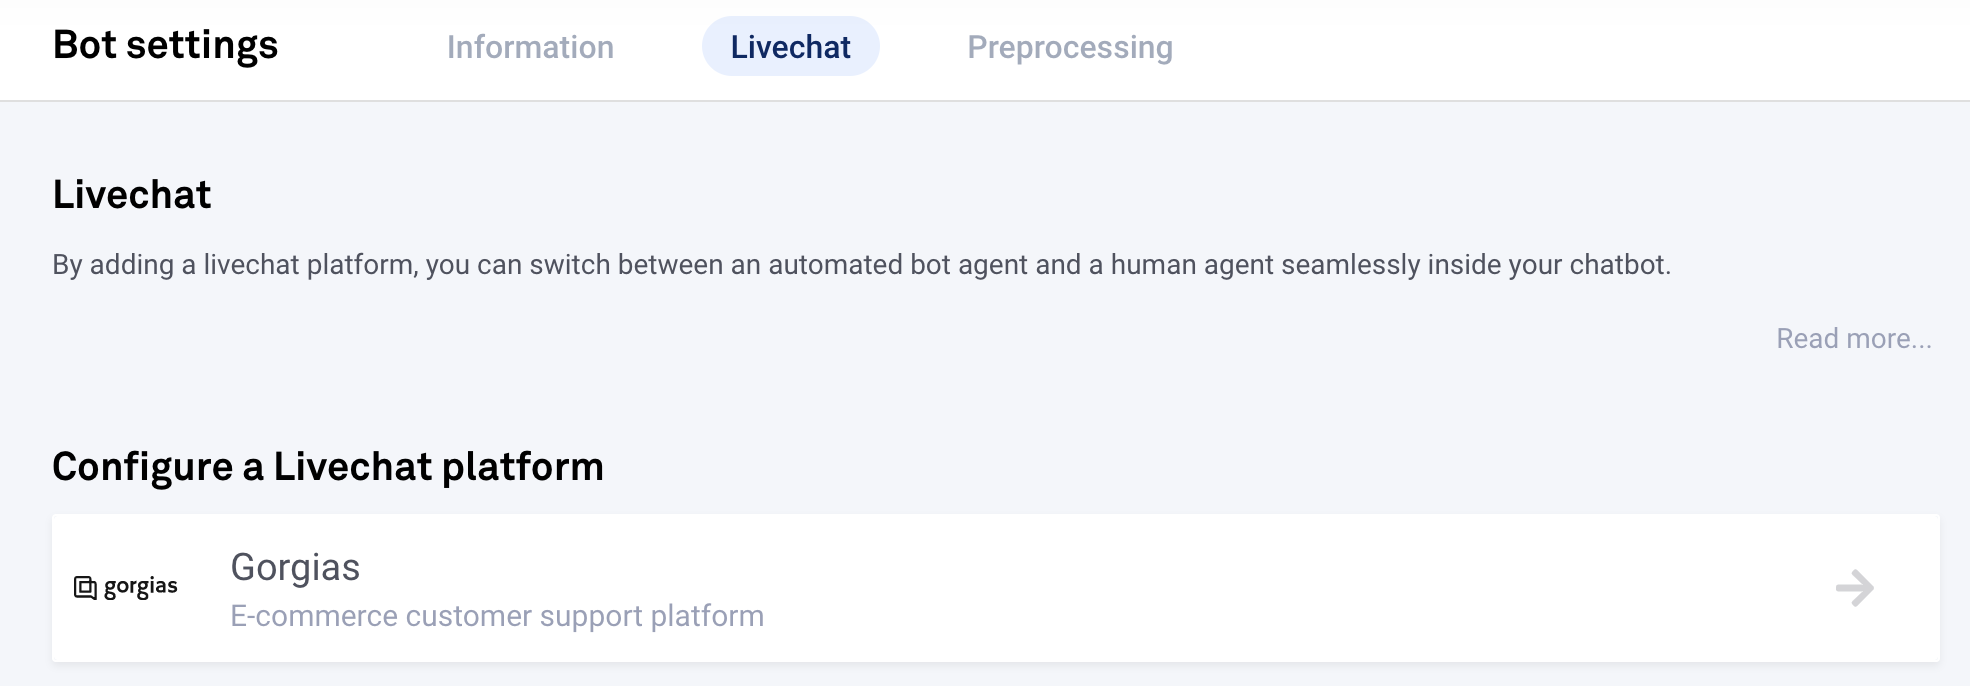 Bot settings Information Livechat Preprocessing
Livechat
By adding a livechat platform, you can switch between an automated bot agent and a human agent seamlessly inside your chatbot.
Read more...
Configure a Livechat platform
gorgias
Gorgias
E-commerce customer support platform